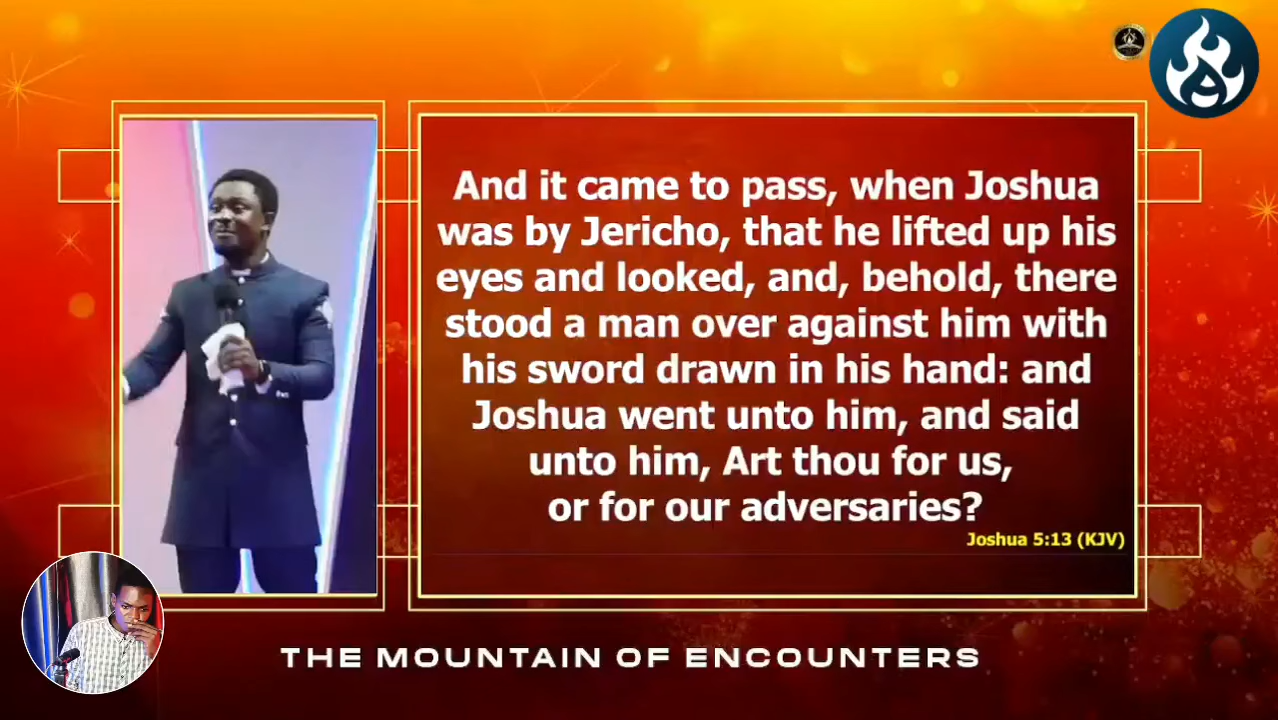 And it came to pass, when Joshua
was by Jericho, that he lifted up his
eyes and looked, and, behold, there
stood a man over against him with
his sword drawn in his hand: and
Joshua went unto him, and said
unto him, Art thou for us,
or for our adversaries?
Joshua 5:13 (KJV)
THE MOUNTAIN OF ENCOUNTERS